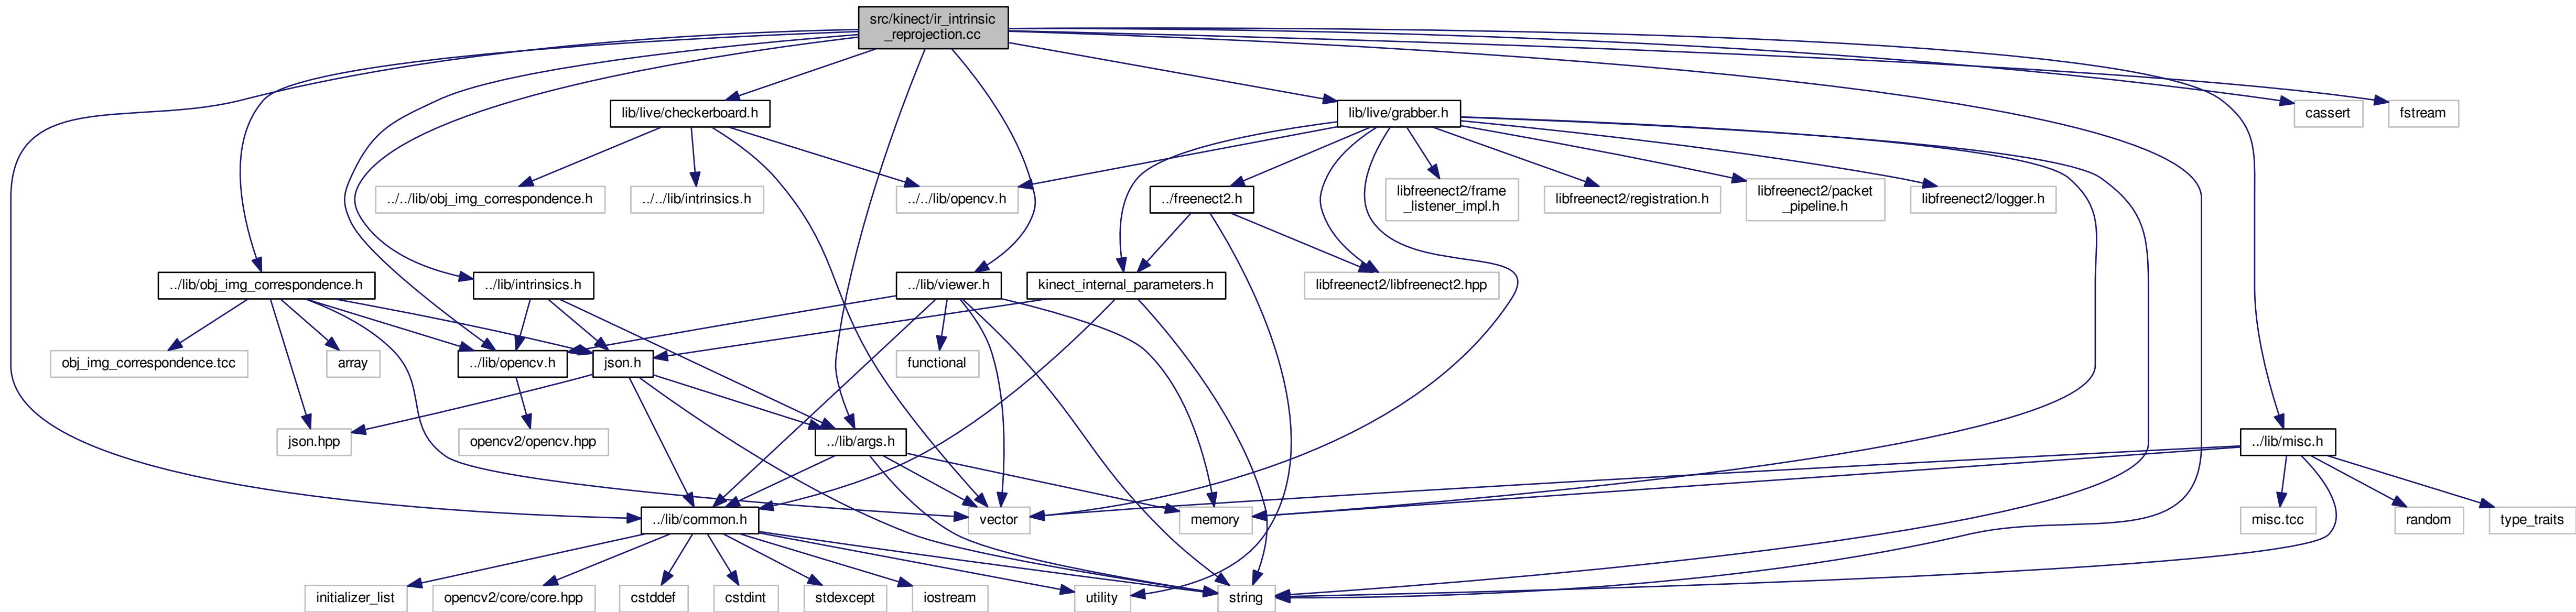 src/kinect/ir_intrinsic
_reprojection.cc
lib/live/checkerboard.h
lib/live/grabber.h
cassert
fstream
../../lib/obj_img_correspondence.h
../../lib/intrinsics.h
../../lib/opencv.h
../freenect2.h
libfreenect2/frame
_listener_impl.h
libfreenect2/registration.h
libfreenect2/packet
_pipeline.h
libfreenect2/logger.h
../lib/obj_img_correspondence.h
../lib/intrinsics.h
../lib/viewer.h
kinect_internal_parameters.h
libfreenect2/libfreenect2.hpp
obj_img_correspondence.tcc
array
../lib/opencv.h
json.h
functional
json.hpp
opencv2/opencv.hpp
../lib/args.h
../lib/misc.h
../lib/common.h
vector
memory
misc.tcc
random
type_traits
initializer_list
opencv2/core/core.hpp
cstddef
cstdint
stdexcept
iostream
utility
string